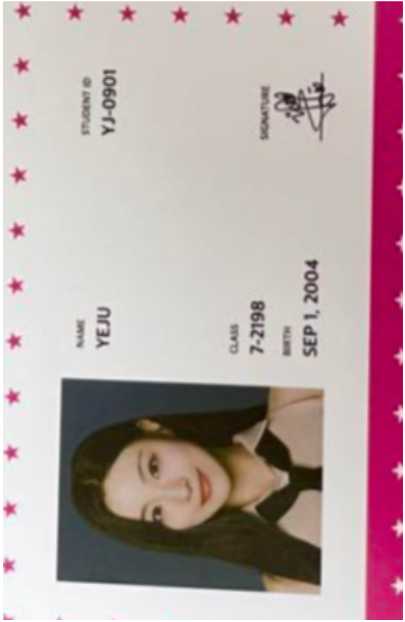 STUDENT ID
YJ-0901
SIGNATURE
NAME
YEJU
CLASS
7-2198
BIRTH
SEP 1, 2004